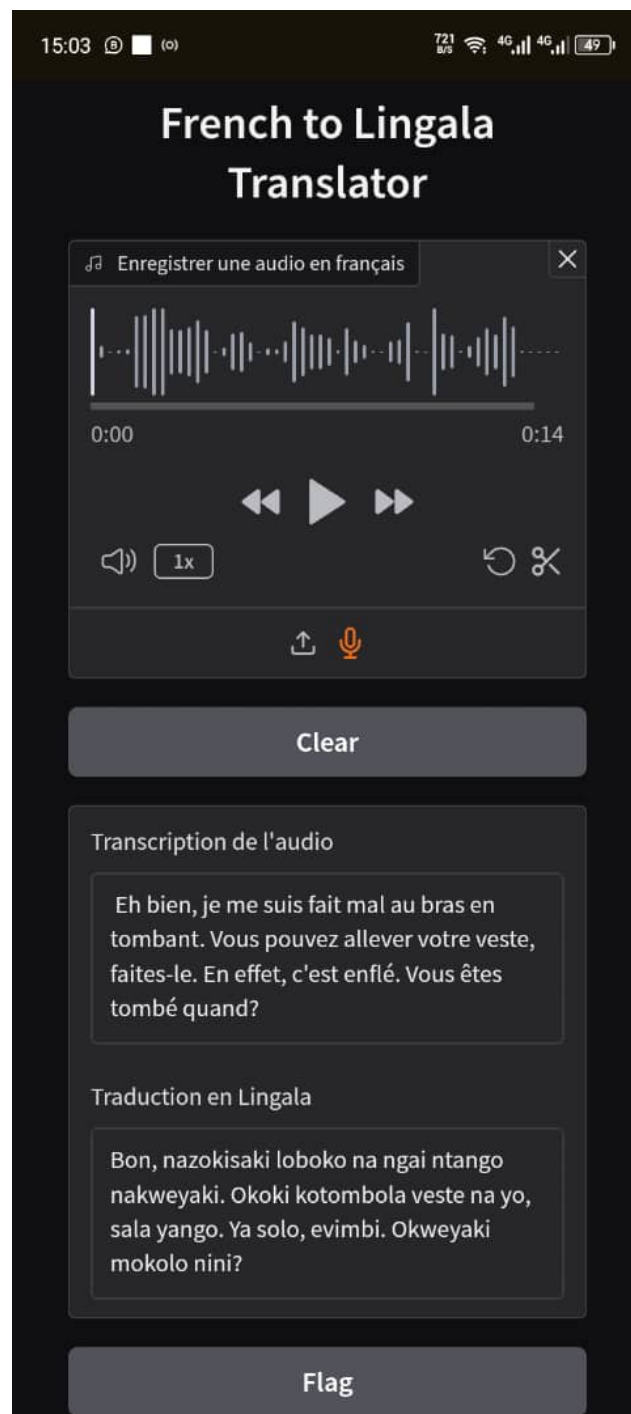 15:03
721 B/S 4G 4G 49
French to Lingala
Translator
Enregistrer une audio en français
0:00 0:14
1x
Clear
Transcription de l'audio
Eh bien, je me suis fait mal au bras en
tombant. Vous pouvez allever votre veste,
faites-le. En effet, c'est enflé. Vous êtes
tombé quand?
Traduction en Lingala
Bon, nazokisaki loboko na ngai ntango
nakweyaki. Okoki kotombola veste na yo,
sala yango. Ya solo, evimbi. Okweyaki
mokolo nini?
Flag